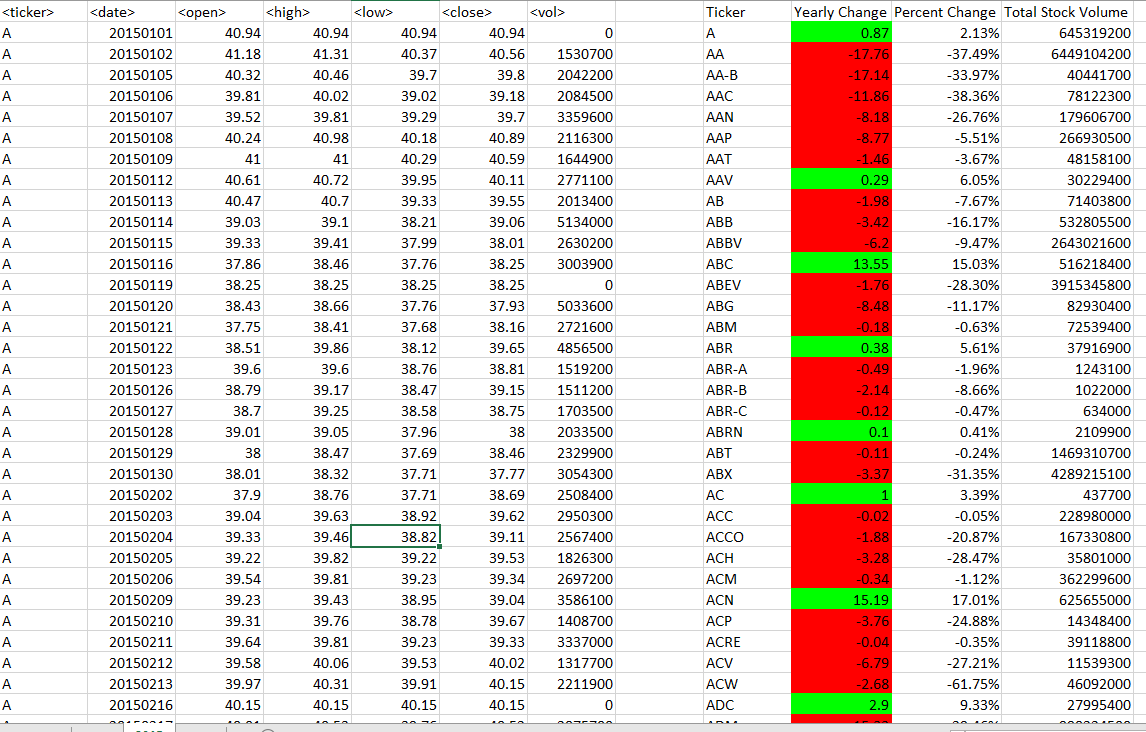 <ticker> <date> <open> <high> <low> <close> <vol> Ticker Yearly Change Percent Change Total Stock Volume
A 20150101 40.94 40.94 40.94 40.94 0 A 0.87 2.13% 645319200
A 20150102 41.18 41.31 40.37 40.56 1530700 AA -17.76 -37.49% 6449104200
A 20150105 40.32 40.46 39.7 39.8 2042200 AA-B -17.14 -33.97% 40441700
A 20150106 39.81 40.02 39.02 39.18 2084500 AAC -11.86 -38.36% 78122300
A 20150107 39.52 39.81 39.29 39.7 3359600 AAN -8.18 -26.76% 179606700
A 20150108 40.24 40.98 40.18 40.89 2116300 AAP -8.77 -5.51% 266930500
A 20150109 41 41 40.29 40.59 1644900 AAT -1.46 -3.67% 48158100
A 20150112 40.61 40.72 39.95 40.11 2771100 AAV 0.29 6.05% 30229400
A 20150113 40.47 40.7 39.33 39.55 2013400 AB -1.98 -7.67% 71403800
A 20150114 39.03 39.1 38.21 39.06 5134000 ABB -3.42 -16.17% 532805500
A 20150115 39.33 39.41 37.99 38.01 2630200 ABBV -6.2 -9.47% 2643021600
A 20150116 37.86 38.46 37.76 38.25 3003900 ABC 13.55 15.03% 516218400
A 20150119 38.25 38.25 38.25 38.25 0 ABEV -1.76 -28.30% 3915345800
A 20150120 38.43 38.66 37.76 37.93 5033600 ABG -8.48 -11.17% 82930400
A 20150121 37.75 38.41 37.68 38.16 2721600 ABM -0.18 -0.63% 72539400
A 20150122 38.51 39.86 38.12 39.65 4856500 ABR 0.38 5.61% 37916900
A 20150123 39.6 39.6 38.76 38.81 1519200 ABR-A -0.49 -1.96% 1243100
A 20150126 38.79 39.17 38.47 39.15 1511200 ABR-B -2.14 -8.66% 1022000
A 20150127 38.7 39.25 38.58 38.75 1703500 ABR-C -0.12 -0.47% 634000
A 20150128 39.01 39.05 37.96 38 2033500 ABRN 0.1 0.41% 2109900
A 20150129 38 38.47 37.69 38.46 2329900 ABT -0.11 -0.24% 1469310700
A 20150130 38.01 38.32 37.71 37.77 3054300 ABX -3.37 -31.35% 4289215100
A 20150202 37.9 38.76 37.71 38.69 2508400 AC 1 3.39% 437700
A 20150203 39.04 39.63 38.92 39.62 2950300 ACC -0.02 -0.05% 228980000
A 20150204 39.33 39.46 38.82 39.11 2567400 ACCO -1.88 -20.87% 167330800
A 20150205 39.22 39.82 39.22 39.53 1826300 ACH -3.28 -28.47% 35801000
A 20150206 39.54 39.81 39.23 39.34 2697200 ACM -0.34 -1.12% 362299600
A 20150209 39.23 39.43 38.95 39.04 3586100 ACN 15.19 17.01% 625655000
A 20150210 39.31 39.76 38.78 39.67 1408700 ACP -3.76 -24.88% 14348400
A 20150211 39.64 39.81 39.23 39.33 3337000 ACRE -0.04 -0.35% 39118800
A 20150212 39.58 40.06 39.53 40.02 1317700 ACV -6.79 -27.21% 11539300
A 20150213 39.97 40.31 39.91 40.15 2211900 ACW -2.68 -61.75% 46092000
A 20150216 40.15 40.15 40.15 40.15 0 ADC 2.9 9.33% 27995400